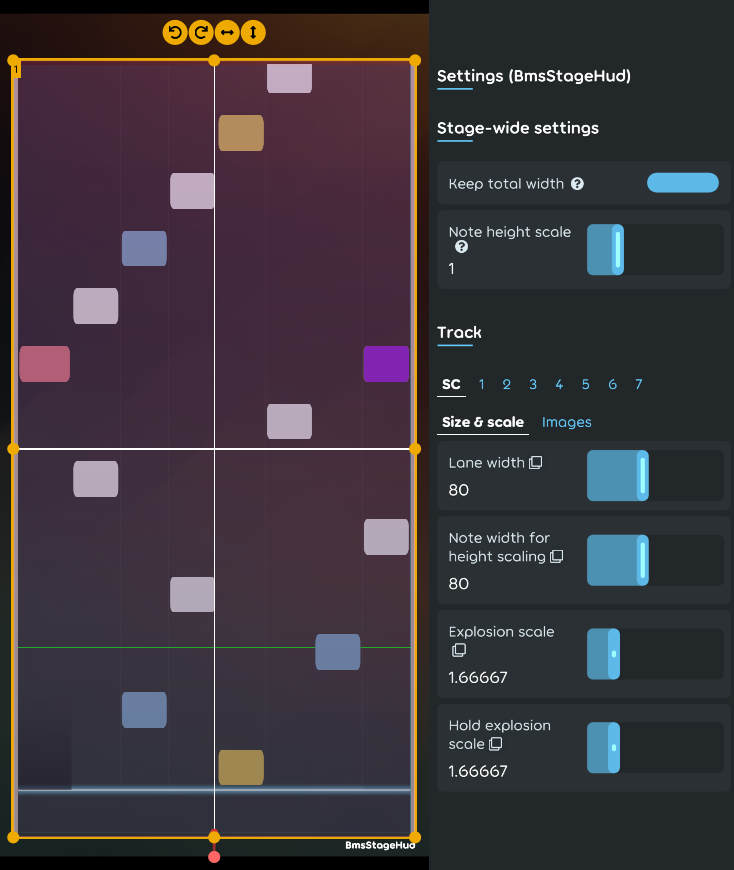 1
BmsStageHud
Settings (BmsStageHud)
Stage-wide settings
Keep total width ?
Note height scale
?
1
Track
SC 1 2 3 4 5 6 7
Size & scale Images
Lane width
80
Note width for
height scaling
80
Explosion scale
1.66667
Hold explosion
scale
1.66667